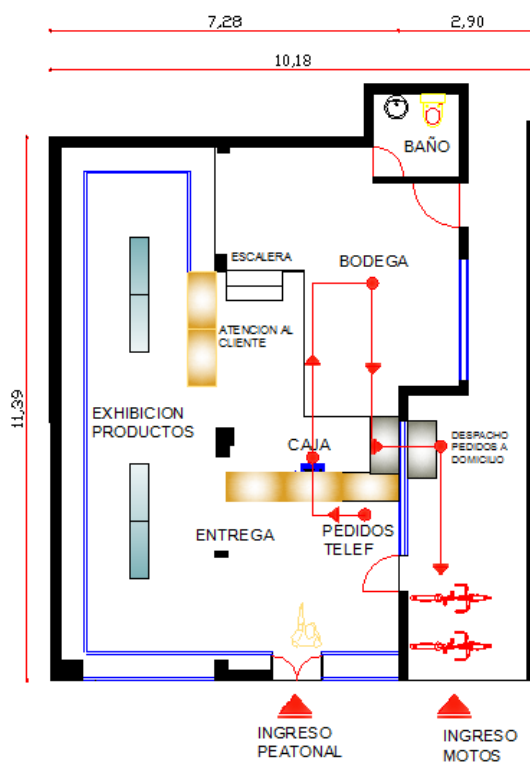 7,28
2,90
10,18
BAÑO
ESCALERA
BODEGA
ATENCION AL
CLIENTE
11,39
EXHIBICION
PRODUCTOS
CAJA
DESPACHO
PEDIDOS A
DOMICILIO
ENTREGA
PEDIDOS
TELEF
INGRESO
PEATONAL
INGRESO
MOTOS